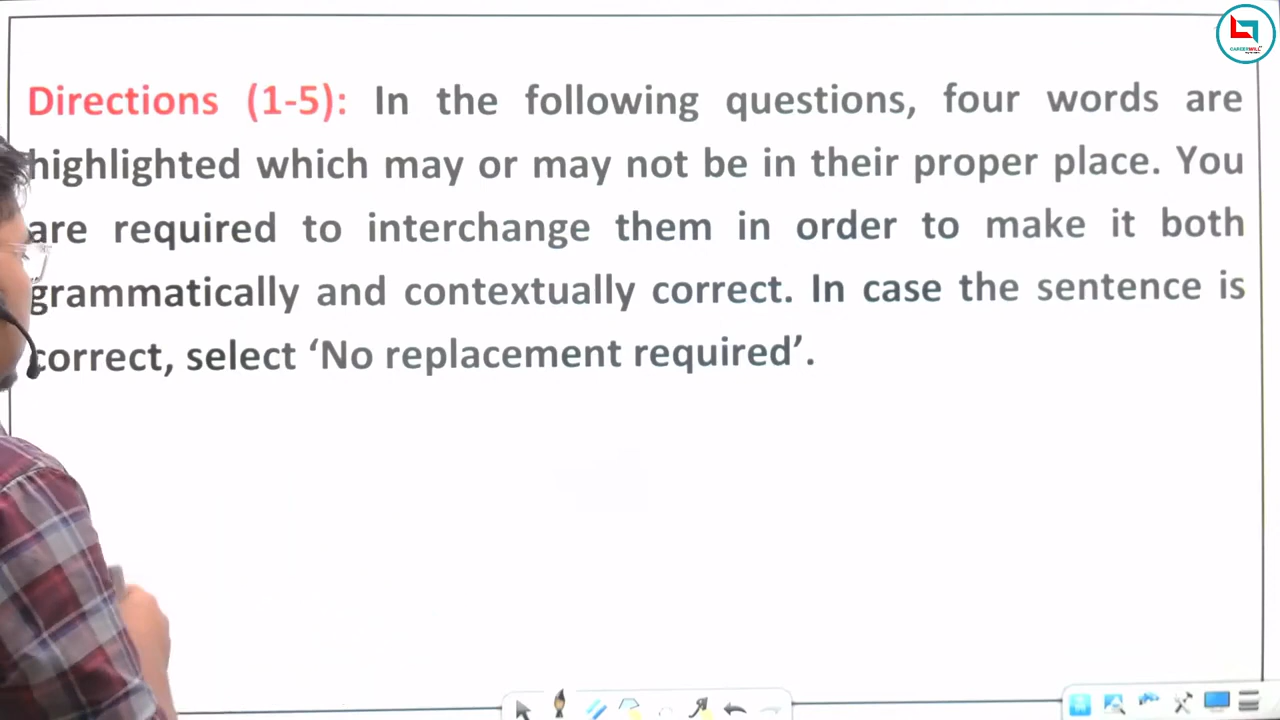 Directions (1-5): In the following questions, four words are
highlighted which may or may not be in their proper place. You
are required to interchange them in order to make it both
grammatically and contextually correct. In case the sentence is
correct, select ‘No replacement required’.